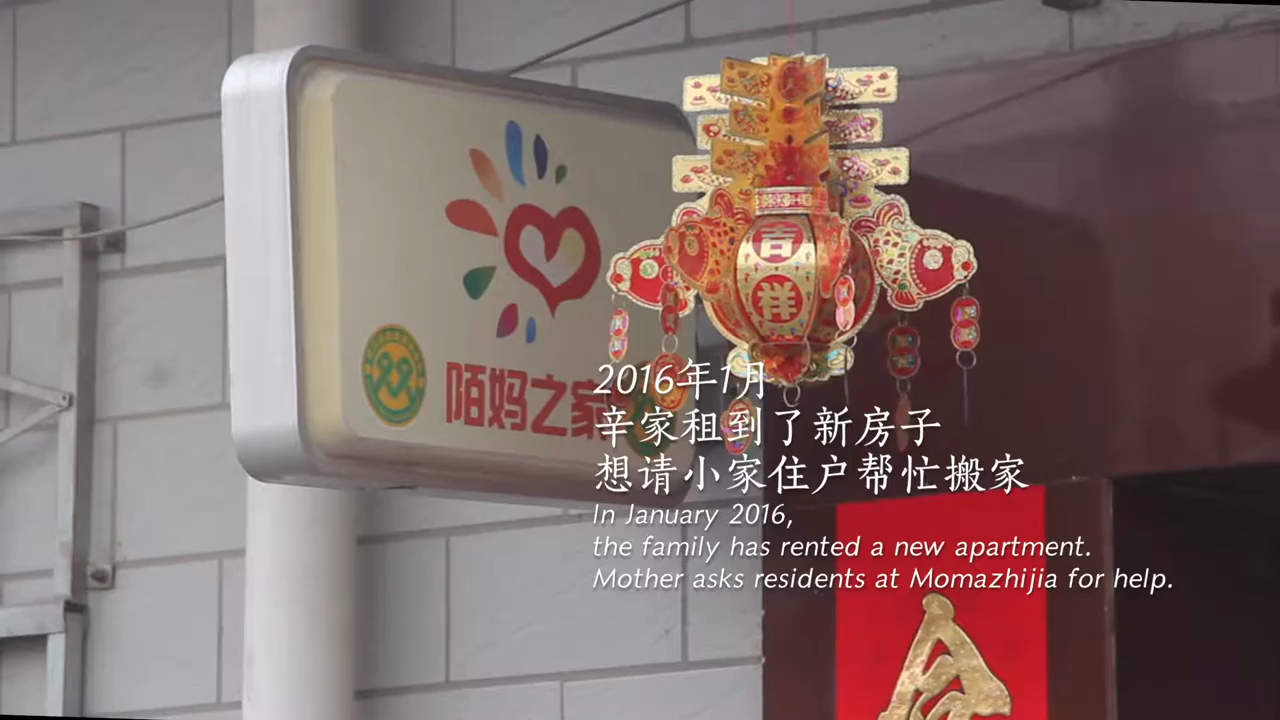 吉
祥
陌妈之家
2016年1月
辛家租到了新房子
想请小家住户帮忙搬家
In January 2016,
the family has rented a new apartment.
Mother asks residents at Momazhijia for help.